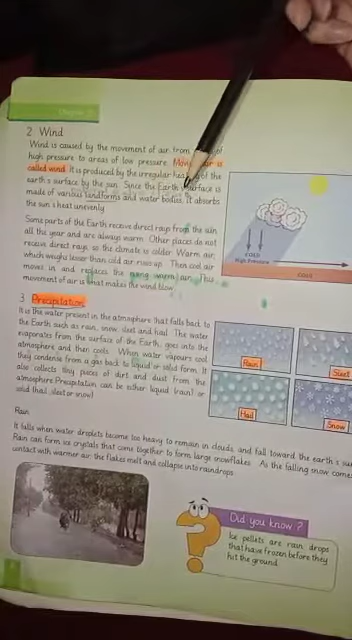 Chapter
2. Wind
Wind is caused by the movement of air from of
high pressure to areas of low pressure. Moving air is
called wind. It is produced by the irregular heating of the
earth's surface by the sun. Since the Earth's surface is
made of various landforms and water bodies, it absorbs
the sun's heat unevenly.
Some parts of the Earth receive direct rays from the sun
all the year and are always warm. Other places do not
receive direct rays, so the climate is colder. Warm air,
which weighs lesser than cold air rises up. Then cool air
moves in and replaces the rising warm air. This
movement of air is what makes the wind blow.
COLD
High Pressure
COLD
3. Precipitation
It is the water present in the atmosphere that falls back to
the Earth such as rain, snow, sleet and hail. The water
evaporates from the surface of the Earth, goes into the
atmosphere and then cools. When water vapours cool
they condense from a gas back to liquid or solid form. It
also collects tiny pieces of dirt and dust from the
atmosphere. Precipitation can be either liquid (rain) or
solid (hail, sleet or snow).
Rain
Sleet
Hail
Snow
Rain
It falls when water droplets become too heavy to remain in clouds, and fall toward the earth's
Rain can form ice crystals that come together to form large snowflakes. As the falling snow
contact with warmer air, the flakes melt and collapse into raindrops.
Did you know ?
Ice pellets are rain drops
that have frozen before they
hit the ground